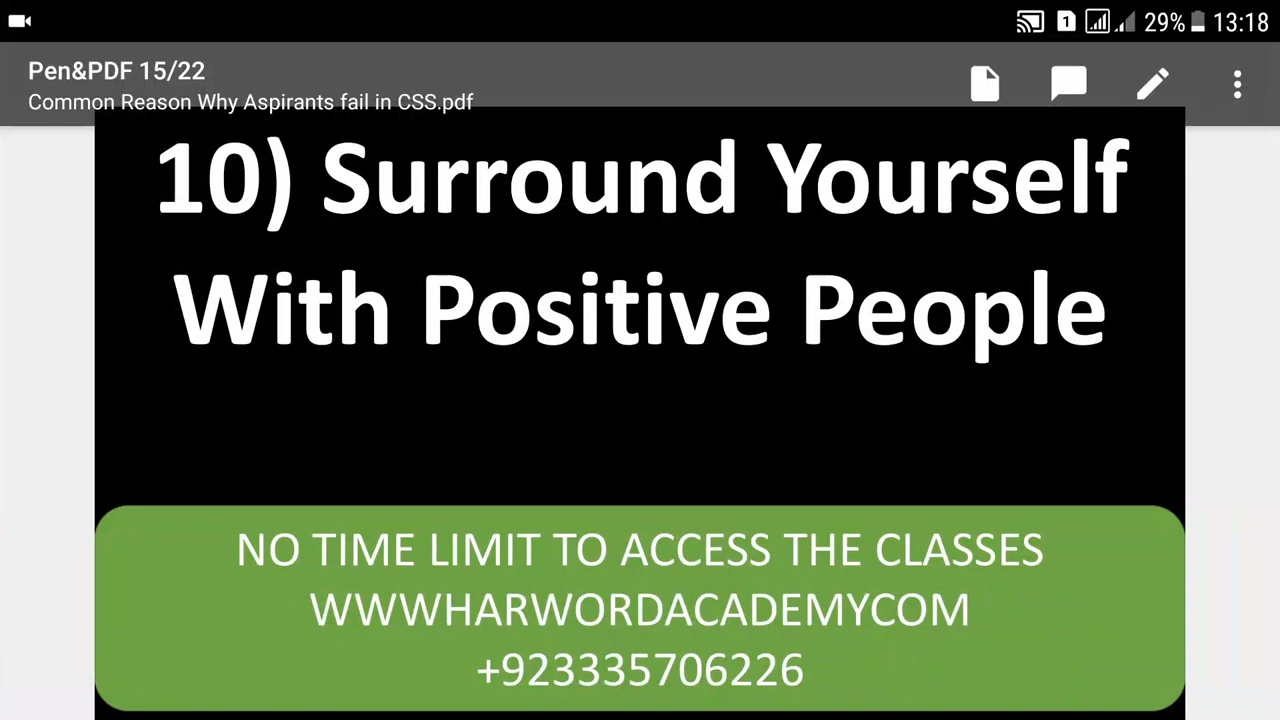 1 29% 13:18
Pen&PDF 15/22
Common Reason Why Aspirants fail in CSS.pdf
10) Surround Yourself
With Positive People
NO TIME LIMIT TO ACCESS THE CLASSES
WWWHARWORDACADEMYCOM
+923335706226